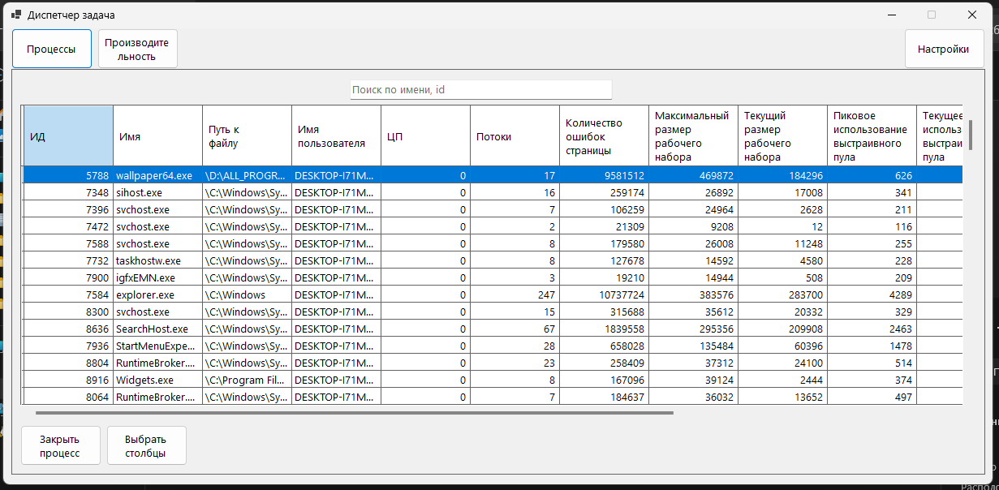 Диспетчер задача
Процессы
Производите
льность
Настройки
Поиск по имени, id
ИД
Имя
Путь к
файлу
Имя
пользователя
ЦП
Потоки
Количество
ошибок
страницы
Максимальный
размер
рабочего
набора
Текущий
размер
рабочего
набора
Пиковое
использование
выстраивного
пула
Текущее
использ
выстраи
пула
5788 wallpaper64.exe \D:\ALL_PROGR... DESKTOP-I71M... 0 17 9581512 469872 184296 626
7348 sihost.exe \C:\Windows\Sy... DESKTOP-I71M... 0 16 259174 26892 17008 341
7396 svchost.exe \C:\Windows\Sy... DESKTOP-I71M... 0 7 106259 24964 2628 211
7472 svchost.exe \C:\Windows\Sy... DESKTOP-I71M... 0 2 21309 9208 12 116
7588 svchost.exe \C:\Windows\Sy... DESKTOP-I71M... 0 8 179580 26008 11248 255
7732 taskhostw.exe \C:\Windows\Sy... DESKTOP-I71M... 0 8 127678 14592 4580 228
7900 igfxEMN.exe \C:\Windows\Sy... DESKTOP-I71M... 0 3 19210 14944 508 209
7584 explorer.exe \C:\Windows DESKTOP-I71M... 0 247 10737724 383576 283700 4289
8300 svchost.exe \C:\Windows\Sy... DESKTOP-I71M... 0 15 315688 35612 20332 329
8636 SearchHost.exe \C:\Windows\Sy... DESKTOP-I71M... 0 67 1839558 295356 209908 2463
7936 StartMenuExpe... \C:\Windows\Sy... DESKTOP-I71M... 0 28 658028 135484 60396 1478
8804 RuntimeBroker.... \C:\Windows\Sy... DESKTOP-I71M... 0 23 258409 37312 24100 514
8916 Widgets.exe \C:\Program Fil... DESKTOP-I71M... 0 8 167096 39124 2444 374
8064 RuntimeBroker.... \C:\Windows\Sy... DESKTOP-I71M... 0 7 184637 36032 13652 497
Закрыть
процесс
Выбрать
столбцы